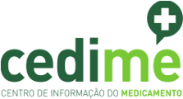 cedime
CENTRO DE INFORMAÇÃO DO MEDICAMENTO